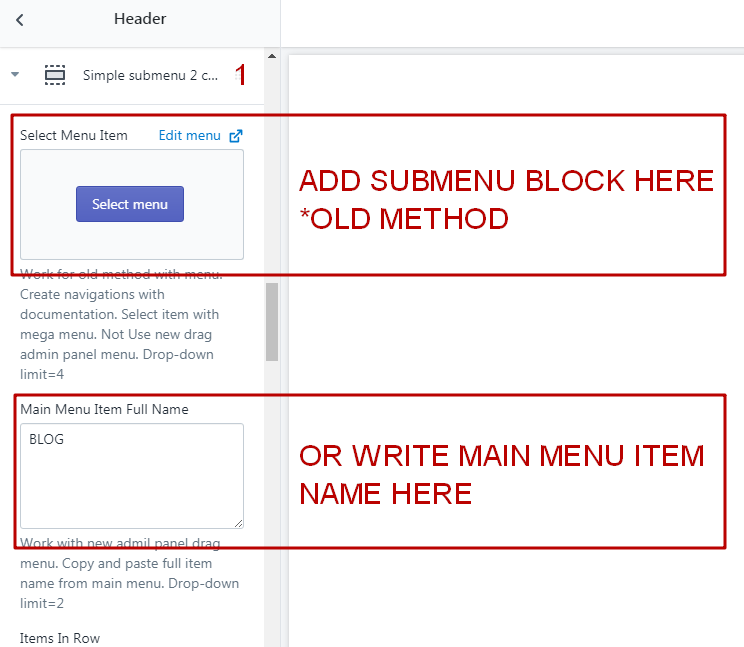 Header
Simple submenu 2 c... 1
Select Menu Item Edit menu
Select menu
ADD SUBMENU BLOCK HERE
*OLD METHOD
Work for old method with menu.
Create navigations with
documentation. Select item with
mega menu. Not Use new drag
admin panel menu. Drop-down
limit=4
Main Menu Item Full Name
BLOG
OR WRITE MAIN MENU ITEM
NAME HERE
Work with new admil panel drag
menu. Copy and paste full item
name from main menu. Drop-down
limit=2
Items In Row